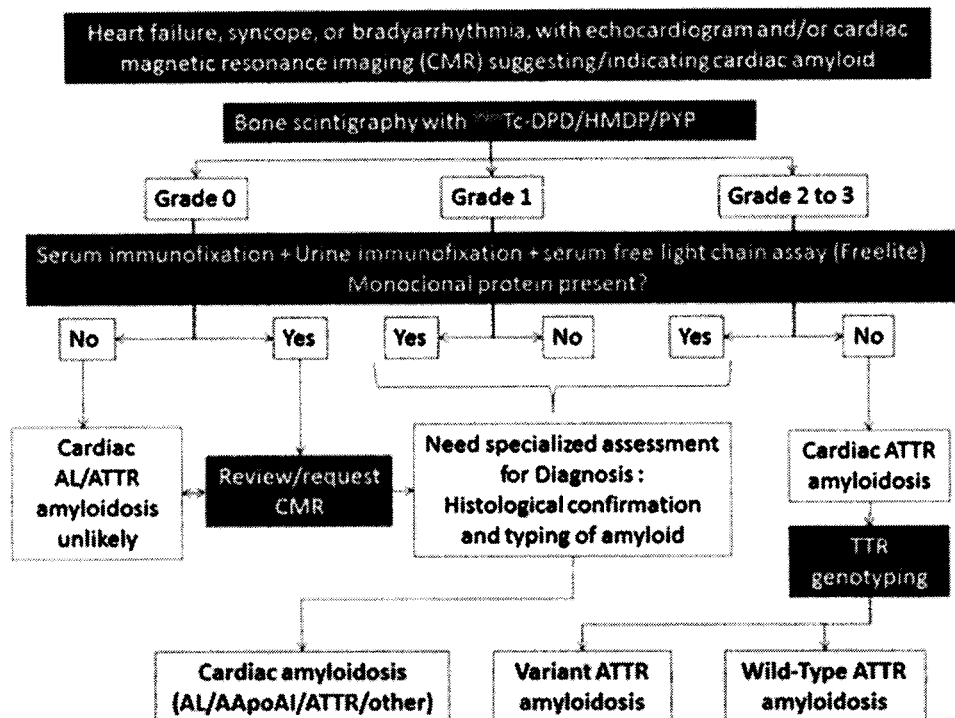 Heart failure, syncope, or bradyarrhythmia, with echocardiogram and/or cardiac
magnetic resonance imaging (CMR) suggesting/indicating cardiac amyloid
Bone scintigraphy with Tc-DPD/HMDP/PYP
Grade 0
Grade 1
Grade 2 to 3
Serum immunofixation + Urine immunofixation + serum free light chain assay (Freelite)
Monoclonal protein present?
No
Yes
Yes
No
Yes
No
Cardiac
AL/ATTR
amyloidosis
unlikely
Review/request
CMR
Need specialized assessment
for Diagnosis :
Histological confirmation
and typing of amyloid
Cardiac ATTR
amyloidosis
TTR
genotyping
Cardiac amyloidosis
(AL/AApoAI/ATTR/other)
Variant ATTR
amyloidosis
Wild-Type ATTR
amyloidosis